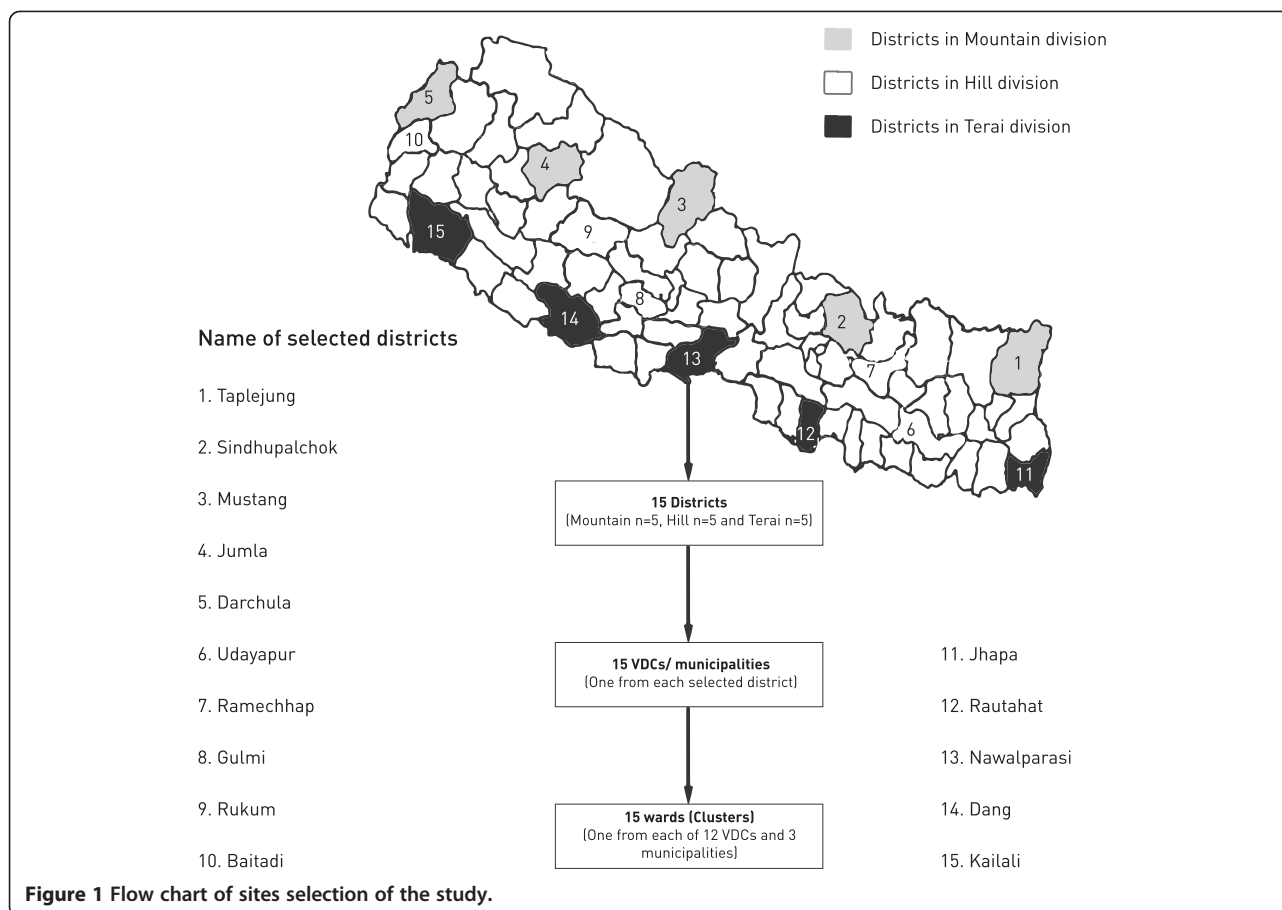 Districts in Mountain division
Districts in Hill division
Districts in Terai division
5
10
4
3
15
9
8
14
13
2
7
1
12
6
11
Name of selected districts
1. Taplejung
2. Sindhupalchok
3. Mustang
4. Jumla
5. Darchula
6. Udayapur
7. Ramechhap
8. Gulmi
9. Rukum
10. Baitadi
15 Districts
(Mountain n=5, Hill n=5 and Terai n=5)
15 VDCs/ municipalities
(One from each selected district)
15 wards (Clusters)
(One from each of 12 VDCs and 3
municipalities)
11. Jhapa
12. Rautahat
13. Nawalparasi
14. Dang
15. Kailali
Figure 1 Flow chart of sites selection of the study.